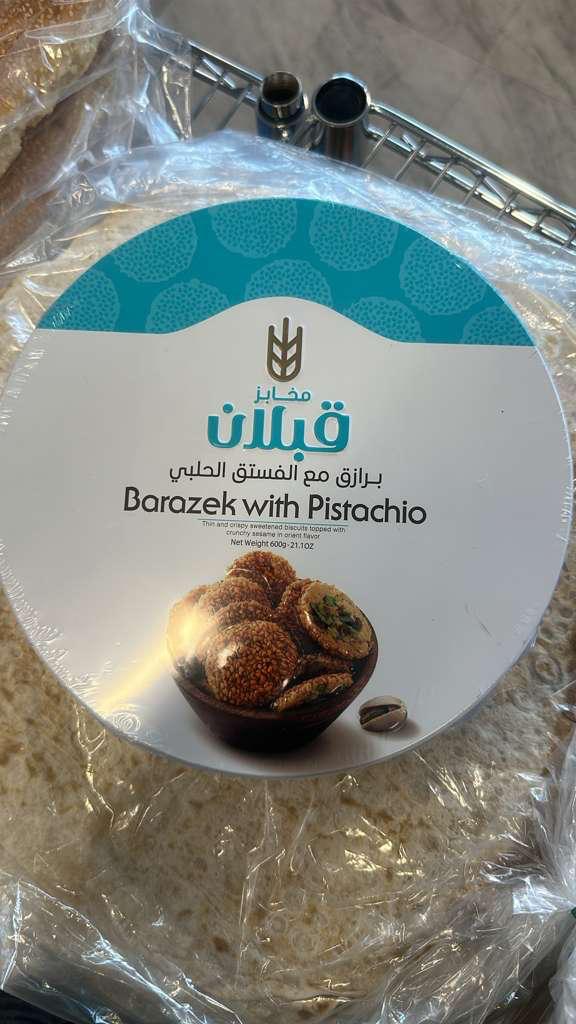 مخابز
قبلان
برازق مع الفستق الحلبي
Barazek with Pistachio
Thin and crispy sweetened biscuits topped with
crunchy sesame in orient flavor
Net Weight 600g-21.1OZ